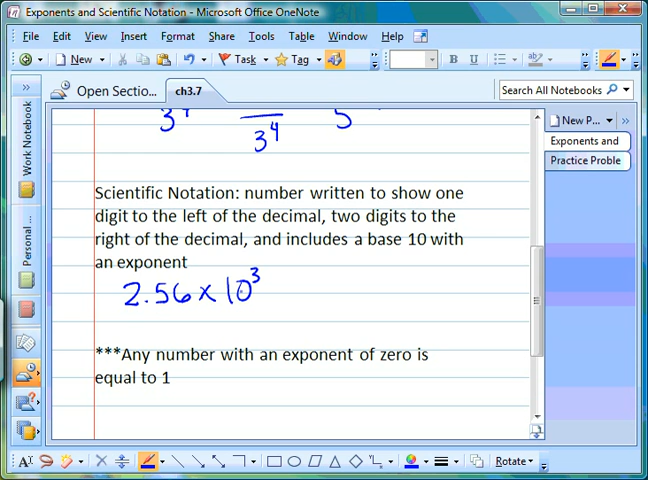 Exponents and Scientific Notation - Microsoft Office OneNote
File Edit View Insert Format Share Tools Table Window Help
New Task Tag B U ab
Open Sectio... ch3.7 Search All Notebooks
New P...
Exponents and
Practice Proble
Work Notebook
Personal ...
3⁴
3⁴
Scientific Notation: number written to show one
digit to the left of the decimal, two digits to the
right of the decimal, and includes a base 10 with
an exponent
2.56 x 10³
***Any number with an exponent of zero is
equal to 1
Rotate